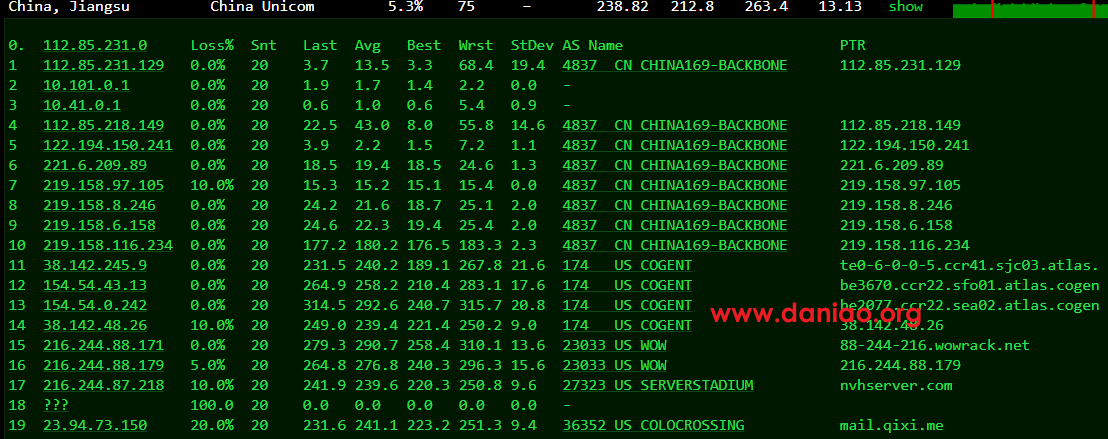 China, Jiangsu China Unicom 5.3% 75 – 238.82 212.8 263.4 13.13 show
0. 112.85.231.0 Loss% Snt Last Avg Best Wrst StDev AS Name PTR
1 112.85.231.129 0.0% 20 3.7 13.5 3.3 68.4 19.4 4837 CN CHINA169-BACKBONE 112.85.231.129
2 10.101.0.1 0.0% 20 1.9 1.7 1.4 2.2 0.0 -
3 10.41.0.1 0.0% 20 0.6 1.0 0.6 5.4 0.9 -
4 112.85.218.149 0.0% 20 22.5 43.0 8.0 55.8 14.6 4837 CN CHINA169-BACKBONE 112.85.218.149
5 122.194.150.241 0.0% 20 3.9 2.2 1.5 7.2 1.1 4837 CN CHINA169-BACKBONE 122.194.150.241
6 221.6.209.89 0.0% 20 18.5 19.4 18.5 24.6 1.3 4837 CN CHINA169-BACKBONE 221.6.209.89
7 219.158.97.105 10.0% 20 15.3 15.2 15.1 15.4 0.0 4837 CN CHINA169-BACKBONE 219.158.97.105
8 219.158.8.246 0.0% 20 24.2 21.6 18.7 25.1 2.0 4837 CN CHINA169-BACKBONE 219.158.8.246
9 219.158.6.158 0.0% 20 24.6 22.3 19.4 25.4 2.0 4837 CN CHINA169-BACKBONE 219.158.6.158
10 219.158.116.234 0.0% 20 177.2 180.2 176.5 183.3 2.3 4837 CN CHINA169-BACKBONE 219.158.116.234
11 38.142.245.9 0.0% 20 231.5 240.2 189.1 267.8 21.6 174 US COGENT te0-6-0-0-5.ccr41.sjc03.atlas.
12 154.54.43.13 0.0% 20 264.9 258.2 210.4 283.1 17.6 174 US COGENT be3670.ccr22.sfo01.atlas.cogen
13 154.54.0.242 0.0% 20 314.5 292.6 240.7 315.7 20.8 174 US COGENT be2077.ccr22.sea02.atlas.cogen
www.daniao.org
14 38.142.48.26 10.0% 20 249.0 239.4 221.4 250.2 9.0 174 US COGENT 38.142.48.26
15 216.244.88.171 0.0% 20 279.3 290.7 258.4 310.1 13.6 23033 US WOW 88-244-216.wowrack.net
16 216.244.88.179 5.0% 20 264.8 276.8 240.3 296.3 15.6 23033 US WOW 216.244.88.179
17 216.244.87.218 10.0% 20 241.9 239.6 220.3 250.8 9.6 27323 US SERVERSTADIUM nvhserver.com
18 ??? 100.0 20 0.0 0.0 0.0 0.0 0.0 -
19 23.94.73.150 20.0% 20 231.6 241.1 223.2 251.3 9.4 36352 US COLOCROSSING mail.qixi.me